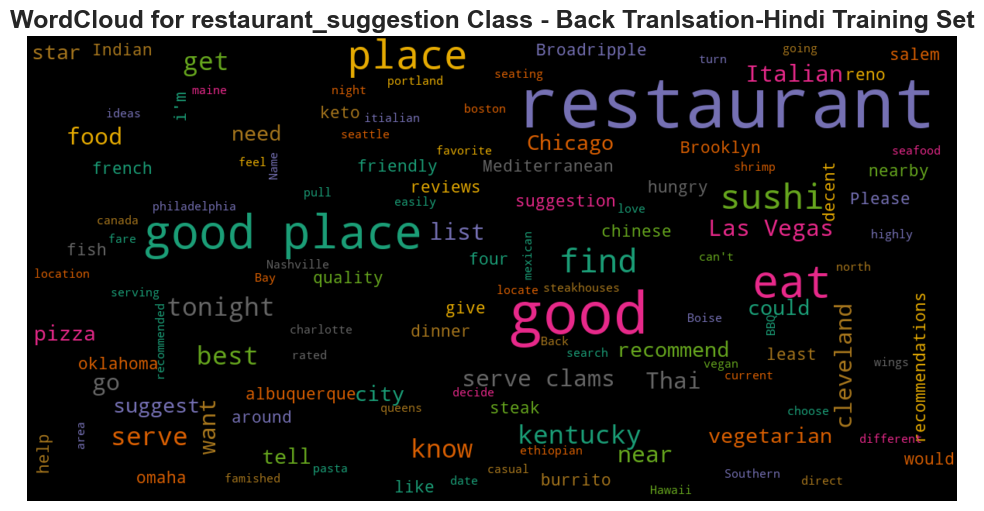 WordCloud for restaurant_suggestion Class - Back Tranlsation-Hindi Training Set
star Indian get place Broadripple going salem
turn
maine portland seating Italian reno
ideas i'm night keto itialian boston restaurant
food need seattle favorite Chicago Brooklyn seafood
french feel Name friendly Mediterranean shrimp nearby
pull reviews hungry sushi decent Please
canada philadelphia easily suggestion love
fare good place list chinese Las Vegas highly
fish four mexican find can't
location Nashville Bay quality locate steakhouses eat north
serving tonight give good could
charlotte dinner Boise BBQ cleveland recommendations
pizza recommended best rated Back search recommend least wings
oklahoma go serve clams Thai vegan current
albuquerque city decide
suggest want around queens steak choose
area serve know kentucky vegetarian different
help tell pasta ethiopian near would
omaha famished like date casual burrito Southern direct
Hawaii